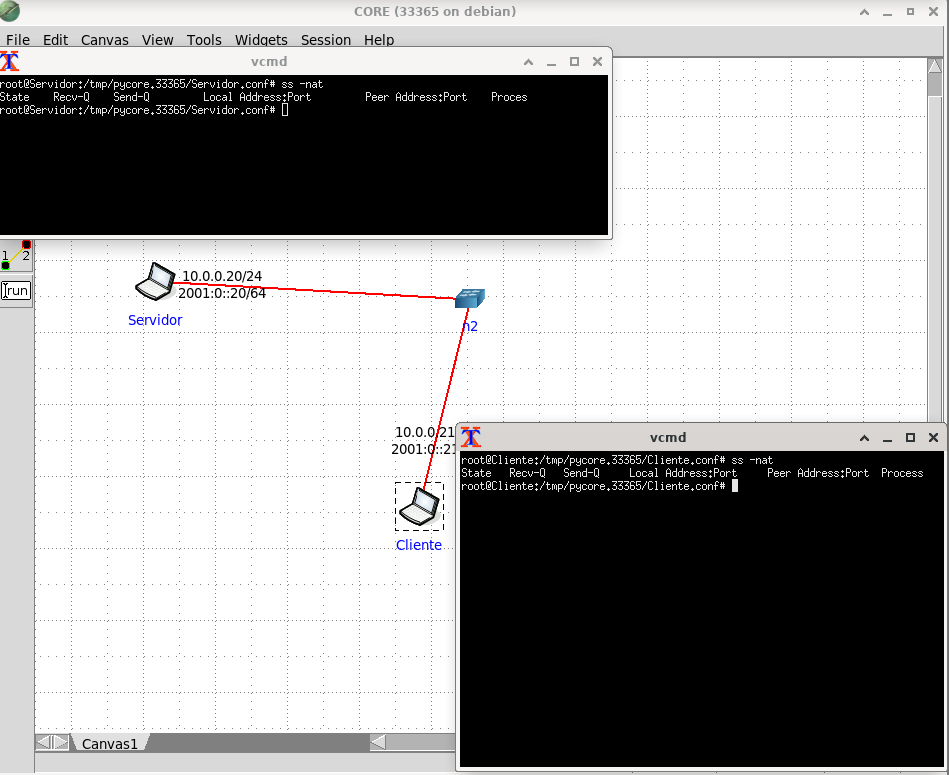 CORE (33365 on debian)
File Edit Canvas View Tools Widgets Session Help
vcmd
root@Servidor:/tmp/pycore.33365/Servidor.conf# ss -nat
State Recv-Q Send-Q Local Address:Port Peer Address:Port Proces
root@Servidor:/tmp/pycore.33365/Servidor.conf#
1 2
run
10.0.0.20/24
2001:0::20/64
Servidor
n2
10.0.0.21
2001:0::21
Cliente
vcmd
root@Cliente:/tmp/pycore.33365/Cliente.conf# ss -nat
State Recv-Q Send-Q Local Address:Port Peer Address:Port Process
root@Cliente:/tmp/pycore.33365/Cliente.conf#
Canvas1